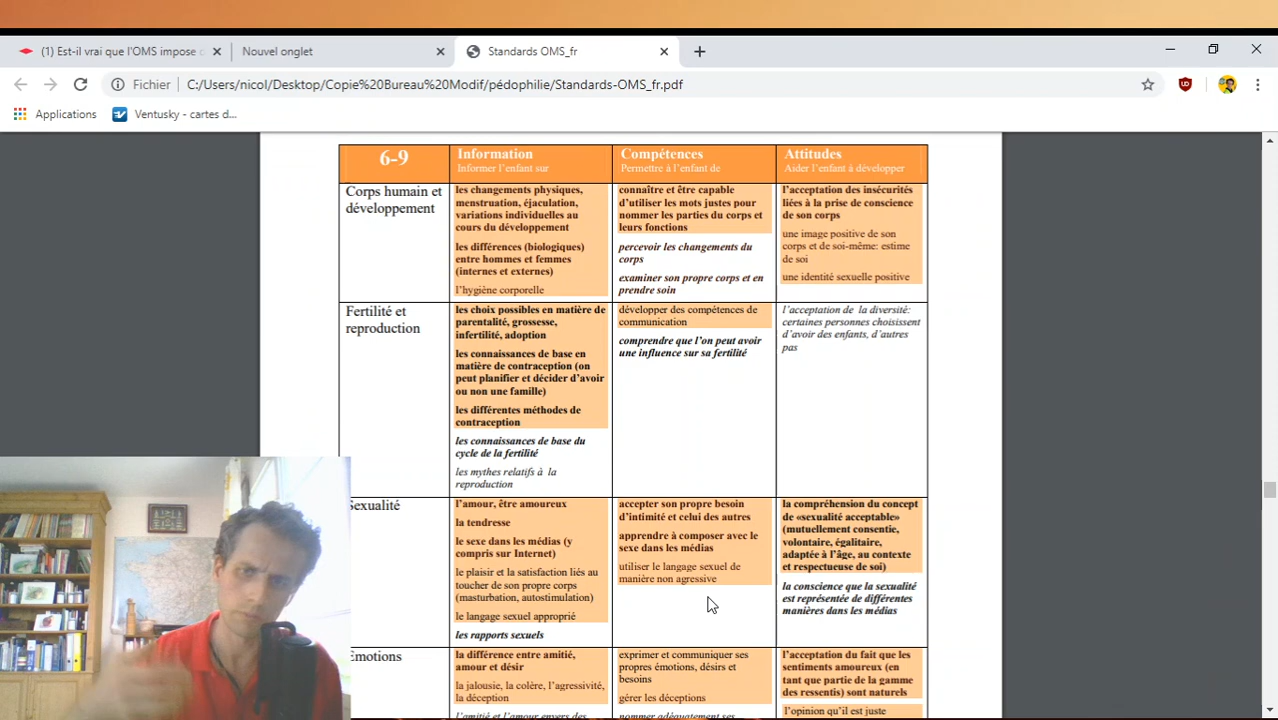 (1) Est-il vrai que l'OMS impose
Nouvel onglet
Standards OMS_fr
Fichier
C:/Users/nicol/Desktop/Copie%20Bureau%20Modif/pédophilie/Standards-OMS_fr.pdf
Applications
Ventusky - cartes d...
6-9
Information
Informer l'enfant sur
Compétences
Permettre à l'enfant de
Attitudes
Aider l'enfant à développer
Corps humain et
développement
les changements physiques,
menstruation, éjaculation,
variations individuelles au
cours du développement
les différences (biologiques)
entre hommes et femmes
(internes et externes)
l'hygiène corporelle
connaître et être capable
d'utiliser les mots justes pour
nommer les parties du corps et
leurs fonctions
percevoir les changements du
corps
examiner son propre corps et en
prendre soin
l'acceptation des insécurités
liées à la prise de conscience
de son corps
une image positive de son
corps et de soi-même: estime
de soi
une identité sexuelle positive
Fertilité et
reproduction
les choix possibles en matière de
parentalité, grossesse,
infertilité, adoption
les connaissances de base en
matière de contraception (on
peut planifier et décider d'avoir
ou non une famille)
les différentes méthodes de
contraception
les connaissances de base du
cycle de la fertilité
les mythes relatifs à la
reproduction
développer des compétences de
communication
comprendre que l'on peut avoir
une influence sur sa fertilité
l'acceptation de la diversité:
certaines personnes choisissent
d'avoir des enfants, d'autres
pas
Sexualité
l'amour, être amoureux
la tendresse
le sexe dans les médias (y
compris sur Internet)
le plaisir et la satisfaction liés au
toucher de son propre corps
(masturbation, autostimulation)
le langage sexuel approprié
les rapports sexuels
accepter son propre besoin
d'intimité et celui des autres
apprendre à composer avec le
sexe dans les médias
utiliser le langage sexuel de
manière non agressive
la compréhension du concept
de «sexualité acceptable»
(mutuellement consentie,
volontaire, égalitaire,
adaptée à l'âge, au contexte
et respectueuse de soi)
la conscience que la sexualité
est représentée de différentes
manières dans les médias
Émotions
la différence entre amitié,
amour et désir
la jalousie, la colère, l'agressivité,
la déception
l'amitié et l'amour envers des
exprimer et communiquer ses
propres émotions, désirs et
besoins
gérer les déceptions
nommer adéquatement ses
l'acceptation du fait que les
sentiments amoureux (en
tant que partie de la gamme
des ressentis) sont naturels
l'opinion qu'il est juste